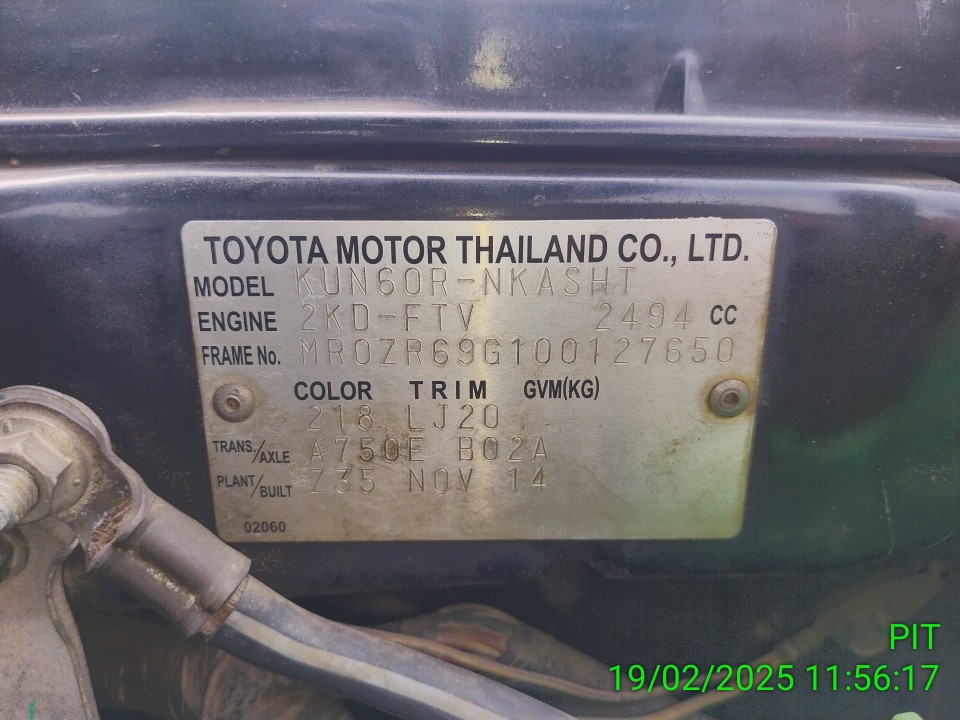 TOYOTA MOTOR THAILAND CO., LTD.
MODEL KUN60R-NKASHT
ENGINE 2KD-FTV 2494 CC
FRAME No. MR0ZR69G100127650
COLOR TRIM GVM(KG)
218 LJ20
TRANS./AXLE A750E B02A
PLANT/BUILT Z35 NOV 14
02060
PIT
19/02/2025 11:56:17